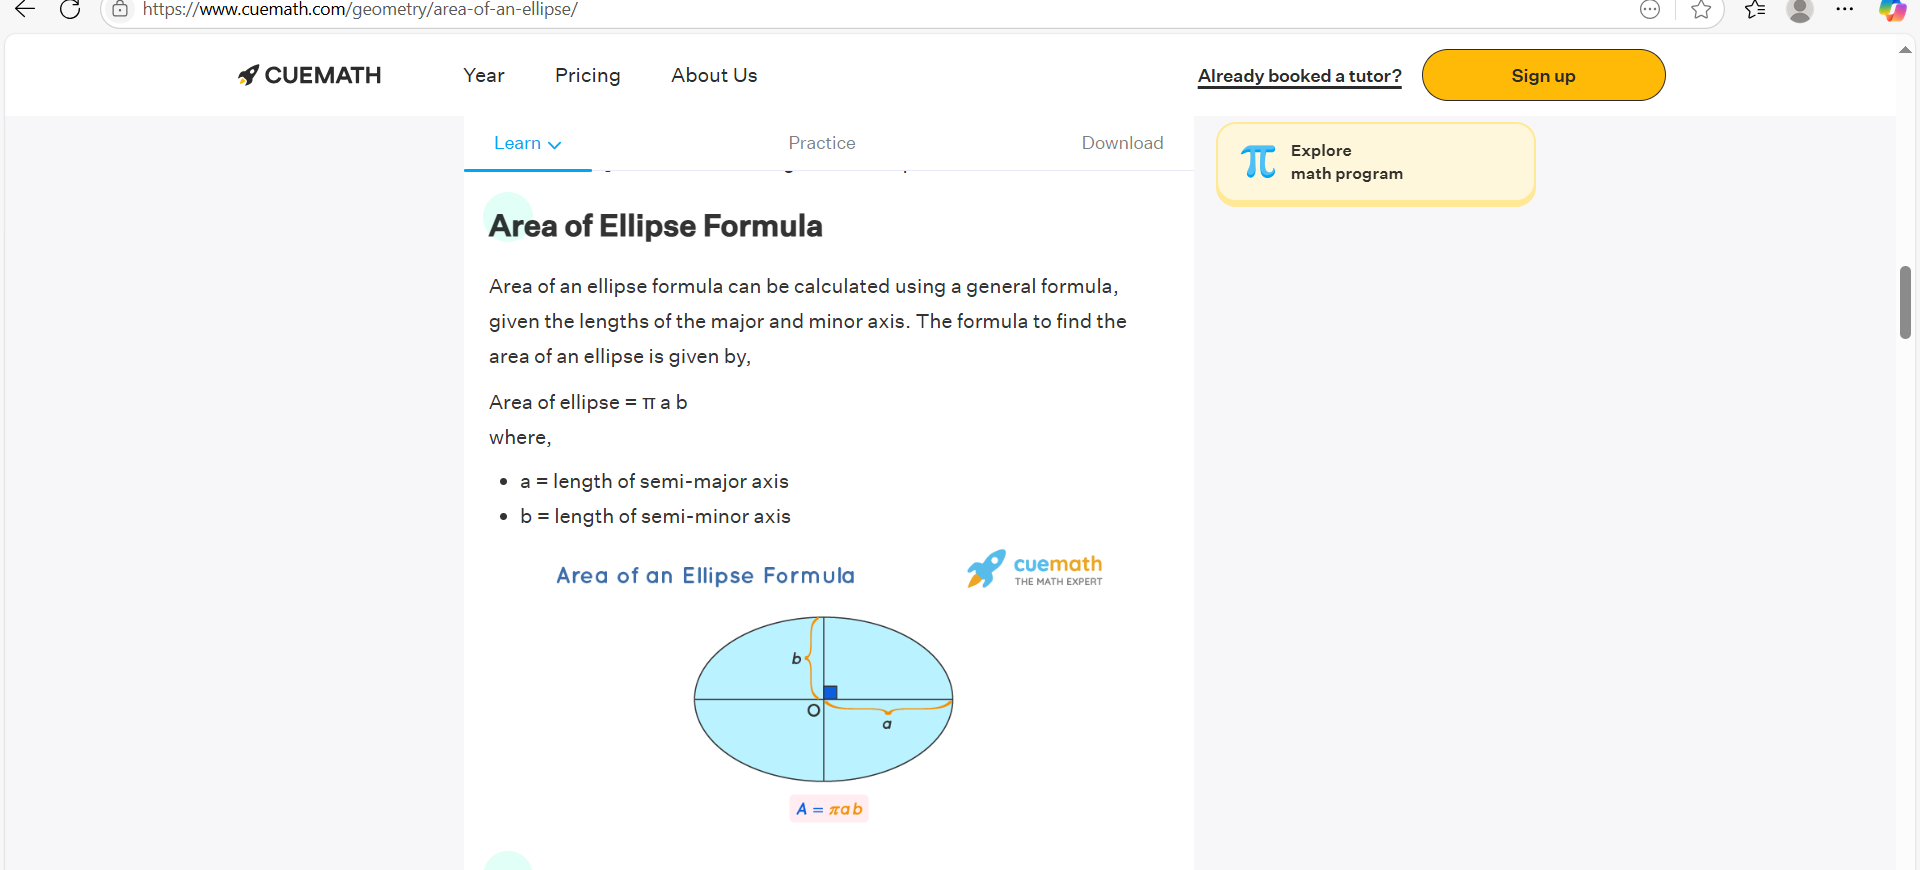 https://www.cuemath.com/geometry/area-of-an-ellipse/
CUEMATH
Year
Pricing
About Us
Already booked a tutor?
Sign up
Learn
Practice
Download
π
Explore
math program
Area of Ellipse Formula
Area of an ellipse formula can be calculated using a general formula,
given the lengths of the major and minor axis. The formula to find the
area of an ellipse is given by,
Area of ellipse = π a b
where,
• a = length of semi-major axis
• b = length of semi-minor axis
Area of an Ellipse Formula
cuemath
THE MATH EXPERT
b
O
a
A = πab